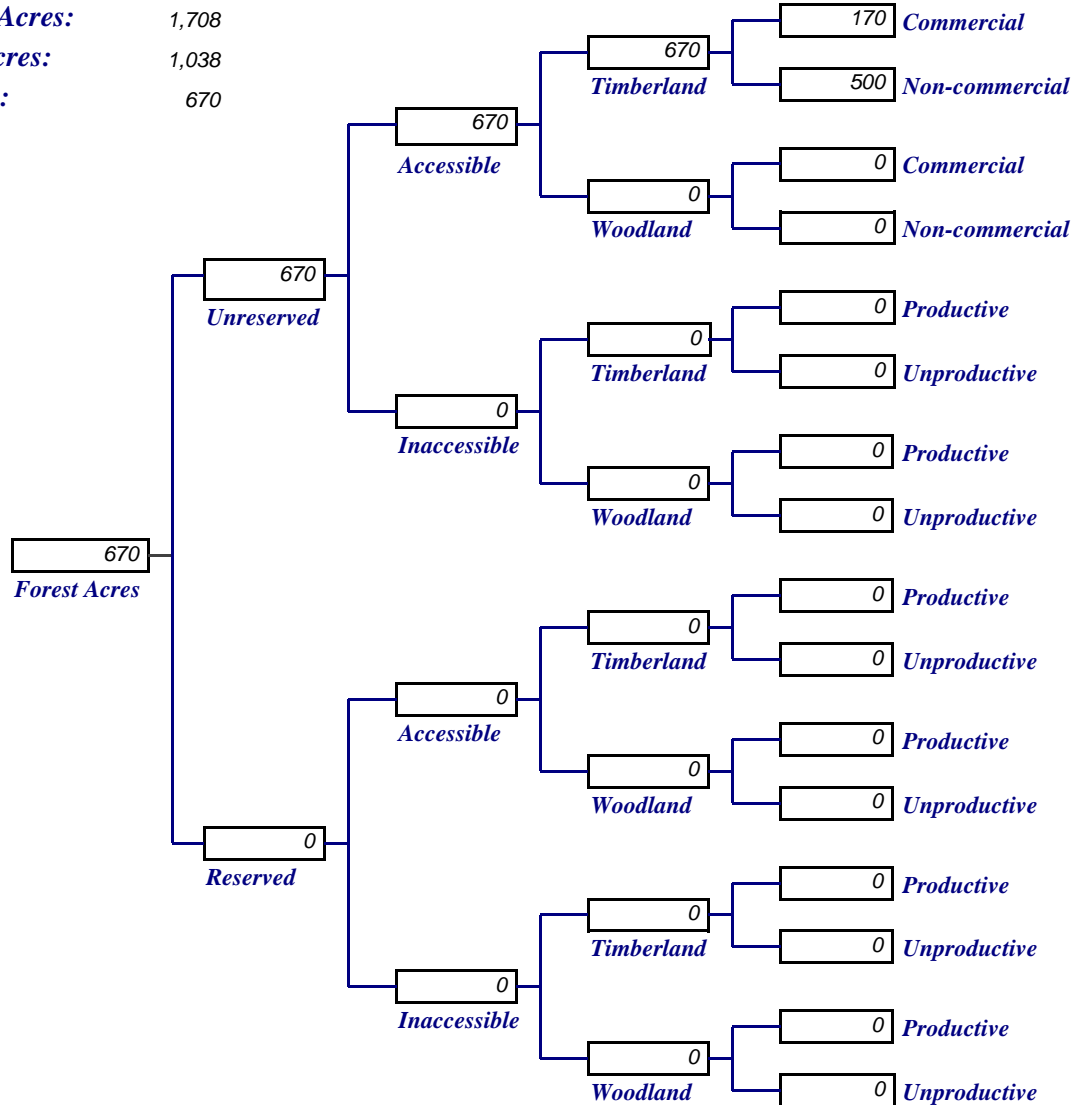 Acres: 1,708
cres: 1,038
: 670
170 Commercial
670
Timberland
500 Non-commercial
670
Accessible
0 Commercial
0
Woodland
0 Non-commercial
670
Unreserved
0 Productive
0
Timberland
0 Unproductive
0
Inaccessible
0 Productive
0
Woodland
0 Unproductive
670
Forest Acres
0 Productive
0
Timberland
0 Unproductive
0
Accessible
0 Productive
0
Woodland
0 Unproductive
0
Reserved
0 Productive
0
Timberland
0 Unproductive
0
Inaccessible
0 Productive
0
Woodland
0 Unproductive